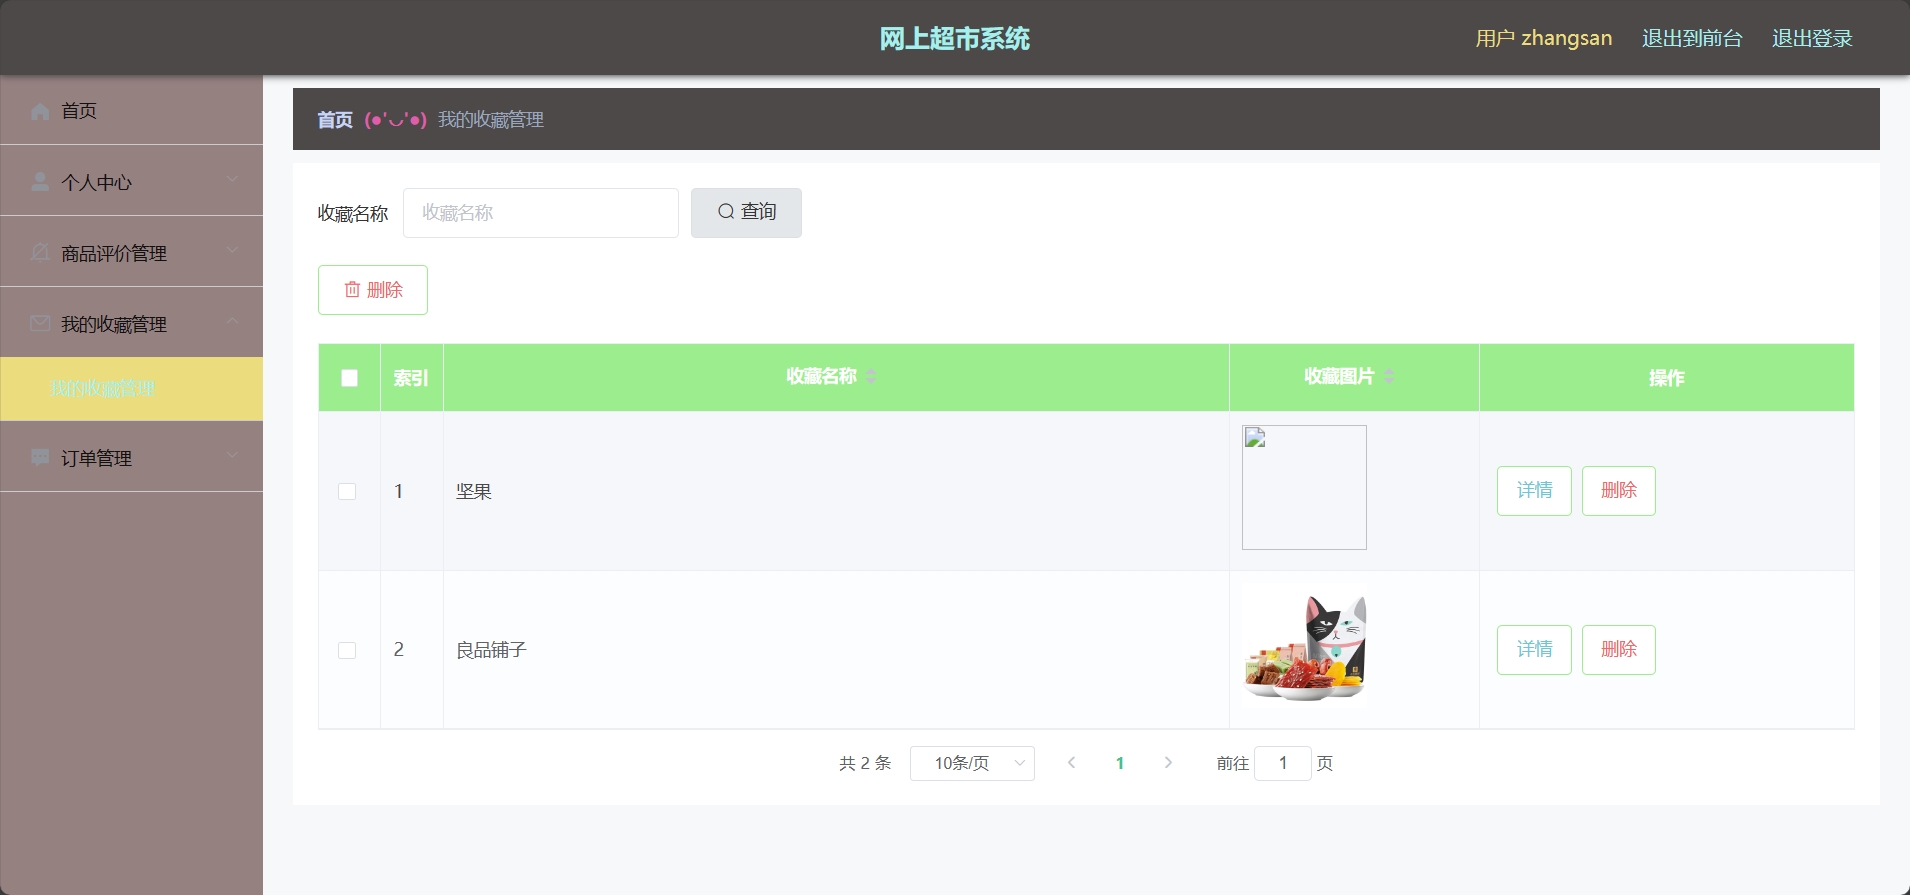 网上超市系统
用户 zhangsan 退出到前台 退出登录
首页
个人中心
商品评价管理
我的收藏管理
我的收藏管理
订单管理
首页 (●'◡'●) 我的收藏管理
收藏名称 收藏名称 查询
删除
索引 收藏名称 收藏图片 操作
1 坚果 详情 删除
2 良品铺子 详情 删除
共 2 条 10条/页 1 前往 1 页